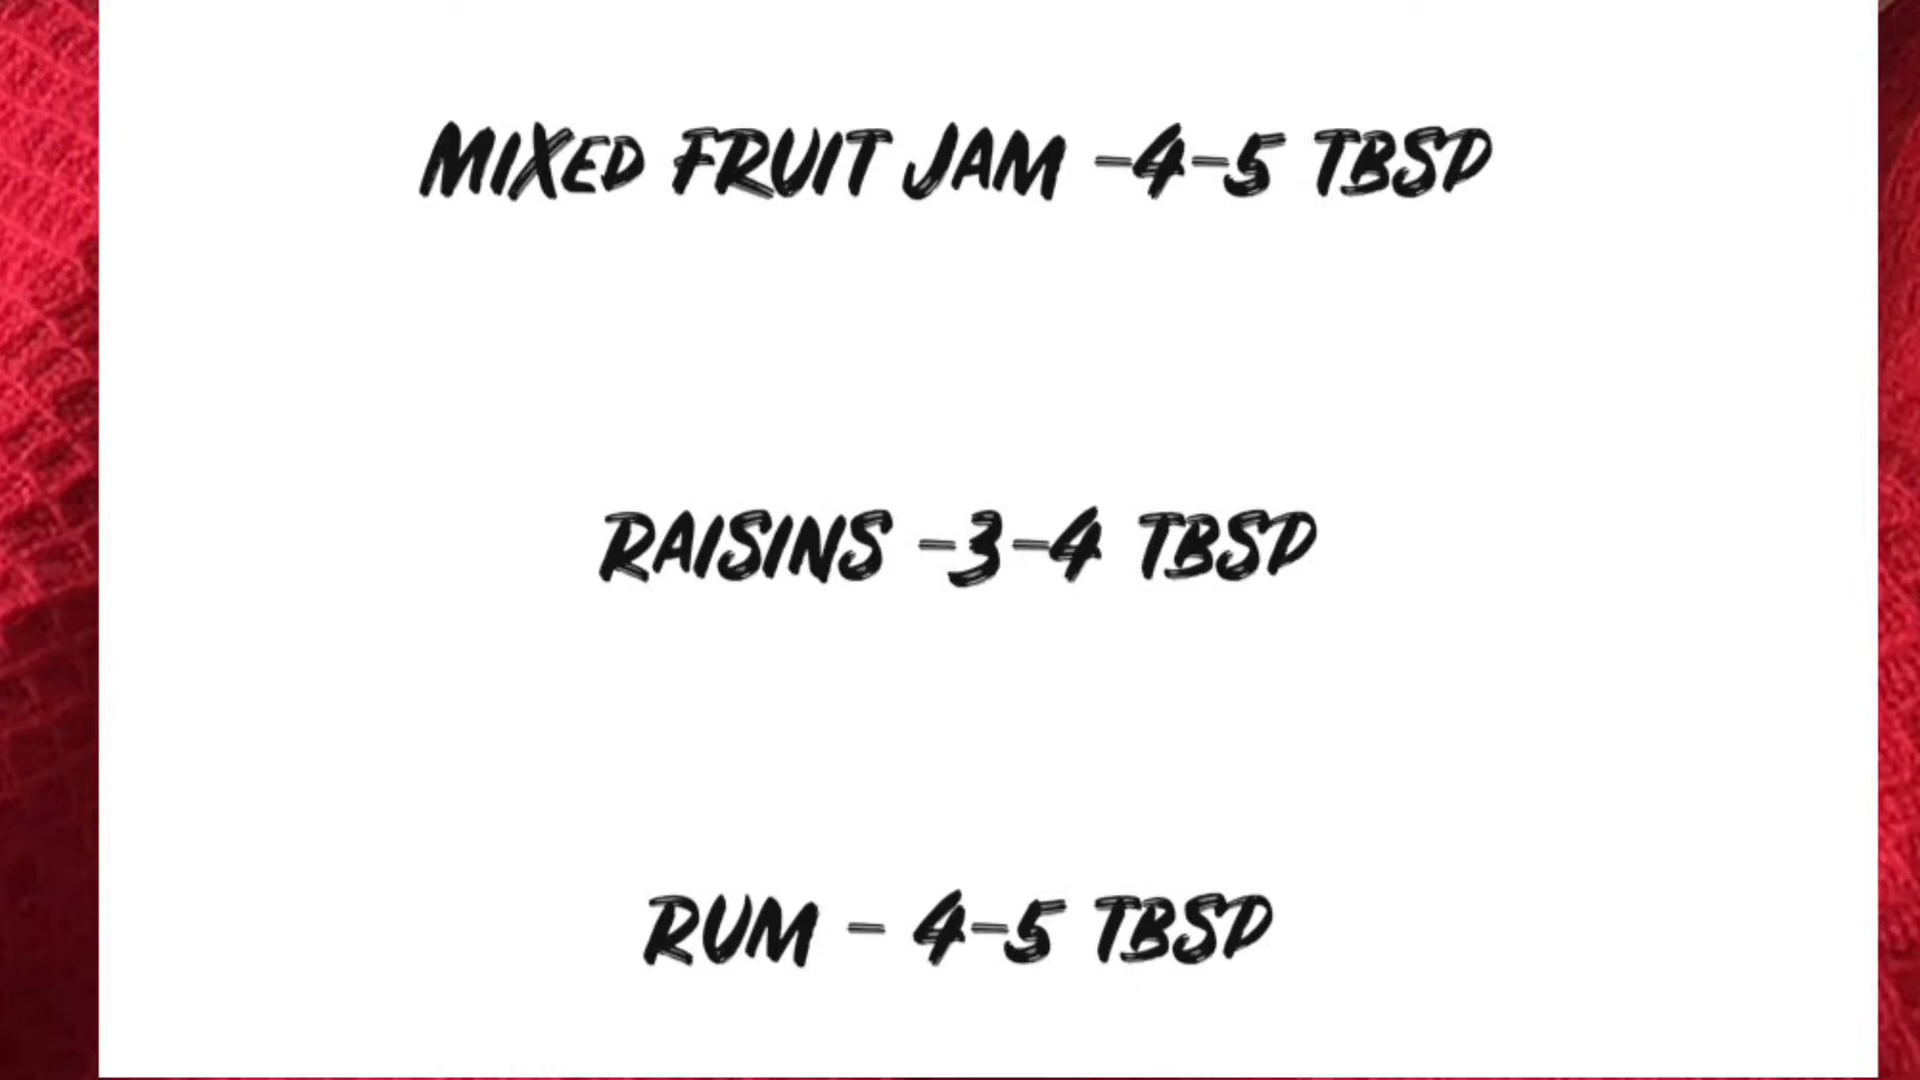 MIXED FRUIT JAM -4-5 TBSP
RAISINS -3-4 TBSP
RUM - 4-5 TBSP